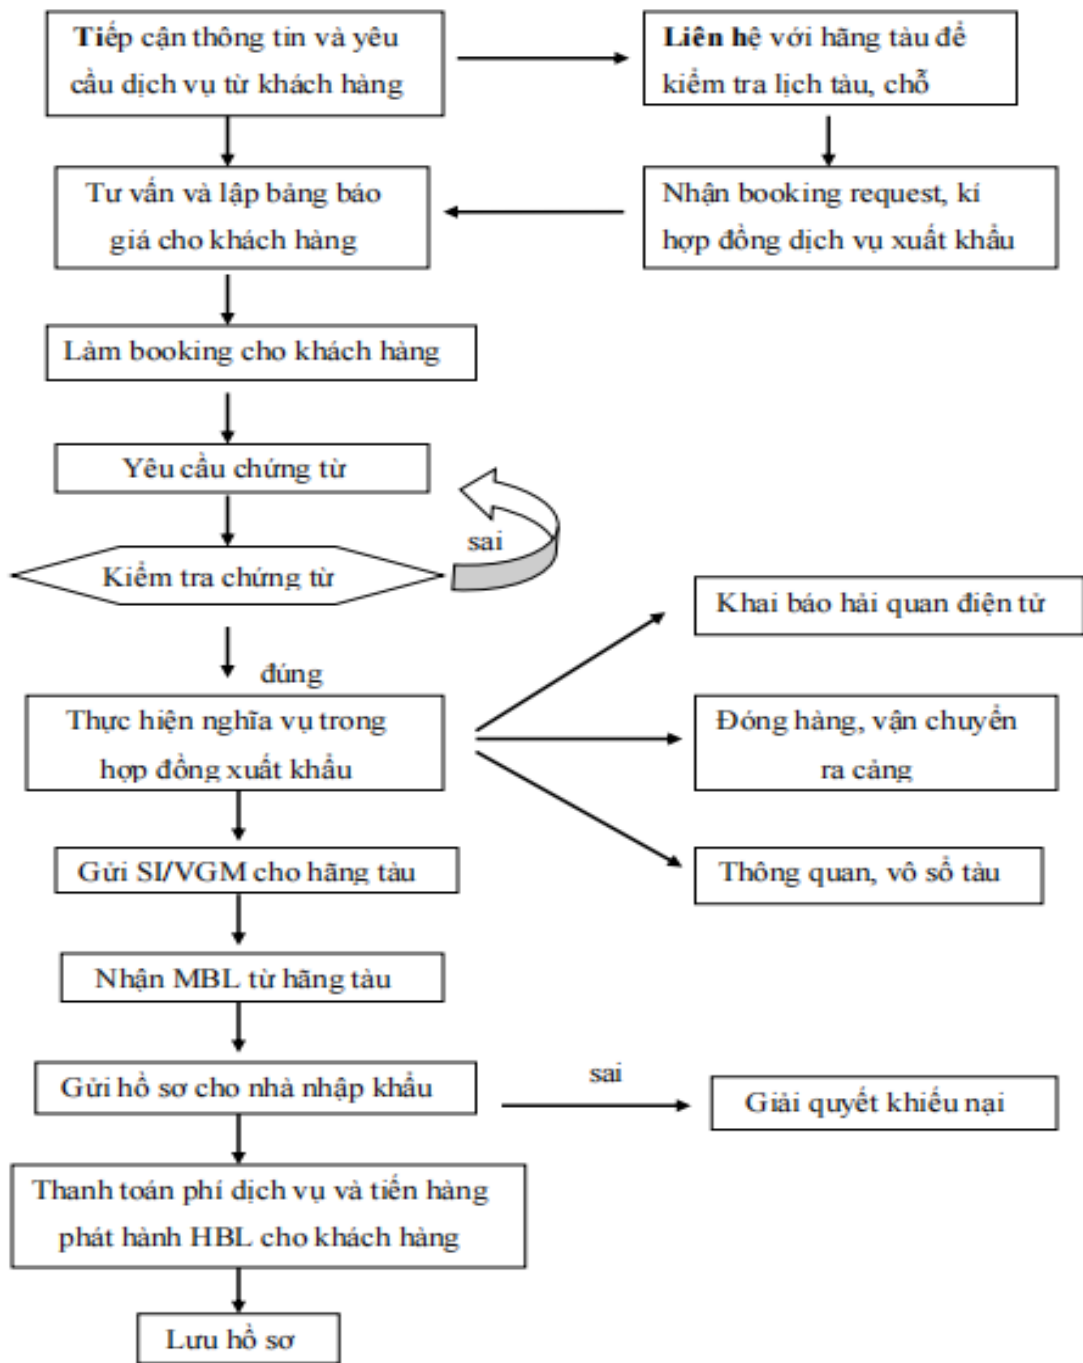 Tiếp cận thông tin và yêu
cầu dịch vụ từ khách hàng
Liên hệ với hãng tàu để
kiểm tra lịch tàu, chỗ
Tư vấn và lập bảng báo
giá cho khách hàng
Nhận booking request, kí
hợp đồng dịch vụ xuất khẩu
Làm booking cho khách hàng
Yêu cầu chứng từ
sai
Kiểm tra chứng từ
đúng
Thực hiện nghĩa vụ trong
hợp đồng xuất khẩu
Khai báo hải quan điện tử
Đóng hàng, vận chuyển
ra cảng
Thông quan, vô sổ tàu
Gửi SI/VGM cho hãng tàu
Nhận MBL từ hãng tàu
Gửi hồ sơ cho nhà nhập khẩu
sai
Giải quyết khiếu nại
Thanh toán phí dịch vụ và tiến hàng
phát hành HBL cho khách hàng
Lưu hồ sơ